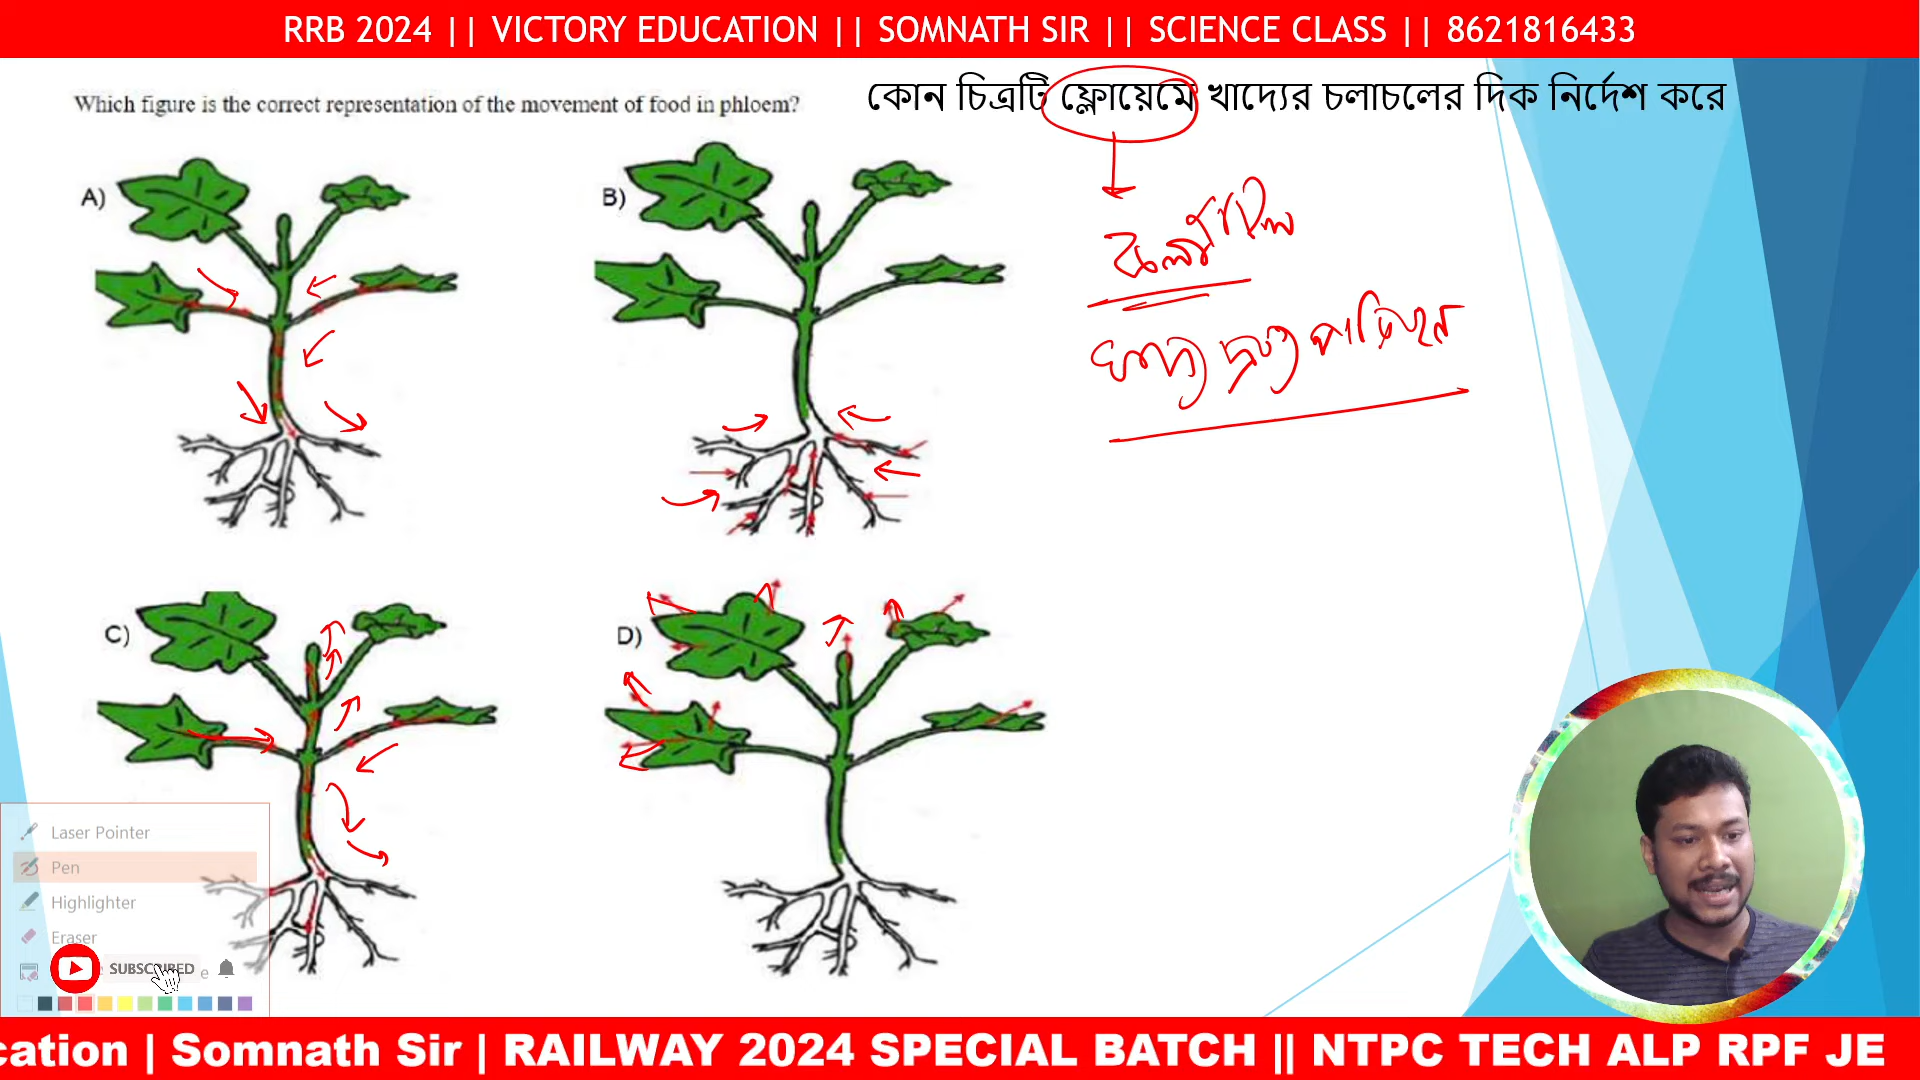 RRB 2024 || VICTORY EDUCATION || SOMNATH SIR || SCIENCE CLASS || 8621816433
Which figure is the correct representation of the movement of food in phloem?
কোন চিত্রটি ফ্লোয়েমে খাদ্যের চলাচলের দিক নির্দেশ করে
A)
B)
C)
D)
Laser Pointer
Pen
Highlighter
Eraser
SUBSCRIBED
cation | Somnath Sir | RAILWAY 2024 SPECIAL BATCH || NTPC TECH ALP RPF JE